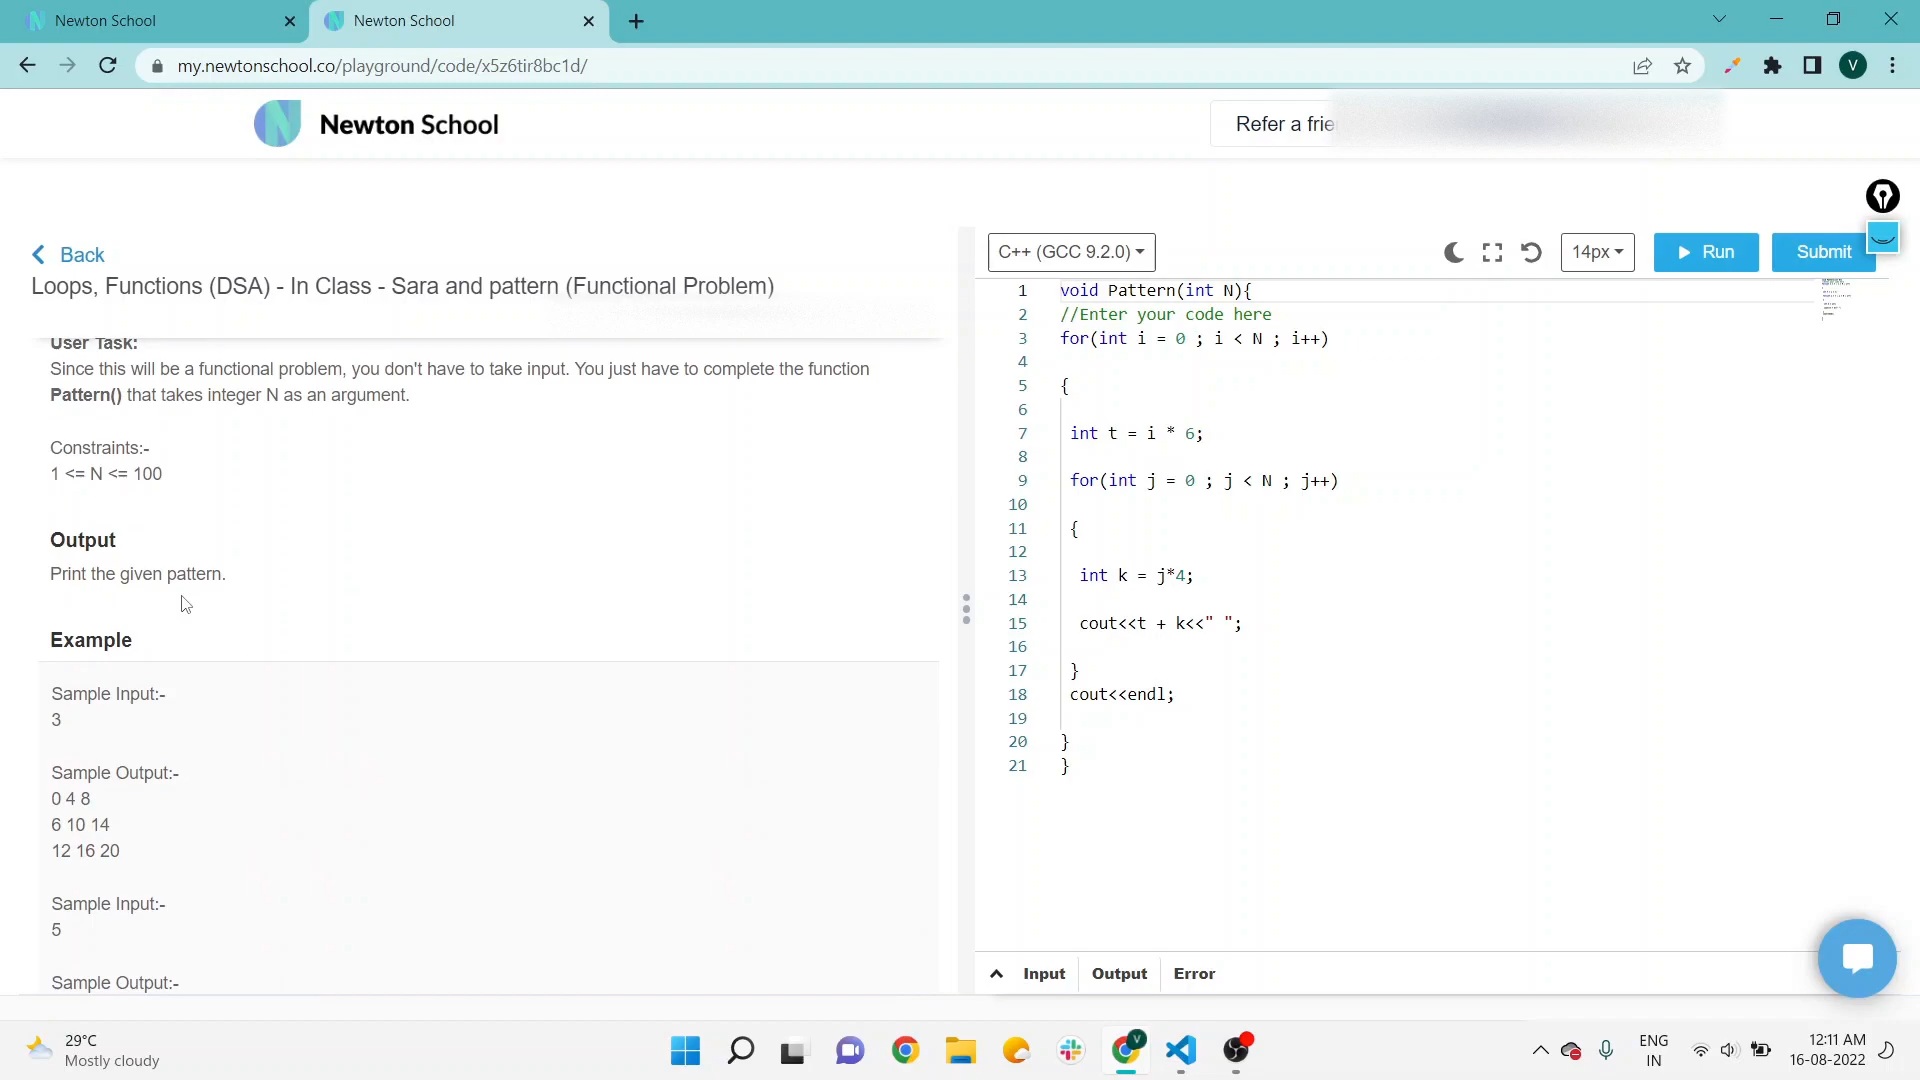 Newton School
Newton School
my.newtonschool.co/playground/code/x5z6tir8bc1d/
V
Newton School
Refer a frie
Back
Loops, Functions (DSA) - In Class - Sara and pattern (Functional Problem)
User Task:
Since this will be a functional problem, you don't have to take input. You just have to complete the function
Pattern() that takes integer N as an argument.
Constraints:-
1 <= N <= 100
Output
Print the given pattern.
Example
Sample Input:-
3
Sample Output:-
0 4 8
6 10 14
12 16 20
Sample Input:-
5
Sample Output:-
C++ (GCC 9.2.0)
14px
Run
Submit
1 void Pattern(int N){
2 //Enter your code here
3 for(int i = 0 ; i < N ; i++)
4
5 {
6
7 int t = i * 6;
8
9 for(int j = 0 ; j < N ; j++)
10
11 {
12
13 int k = j*4;
14
15 cout<<t + k<<" ";
16
17 }
18 cout<<endl;
19
20 }
21 }
Input Output Error
29°C
Mostly cloudy
V
ENG
IN
12:11 AM
16-08-2022